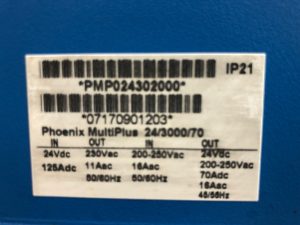 IP21
*PMP024302000*
*07170901203*
Phoenix MultiPlus 24/3000/70
IN OUT IN OUT
24Vdc 230Vac 200-250Vac 24Vdc
125Adc 11Aac 16Aac 200-250Vac
50/60Hz 50/60Hz 70Adc
16Aac
45/55Hz